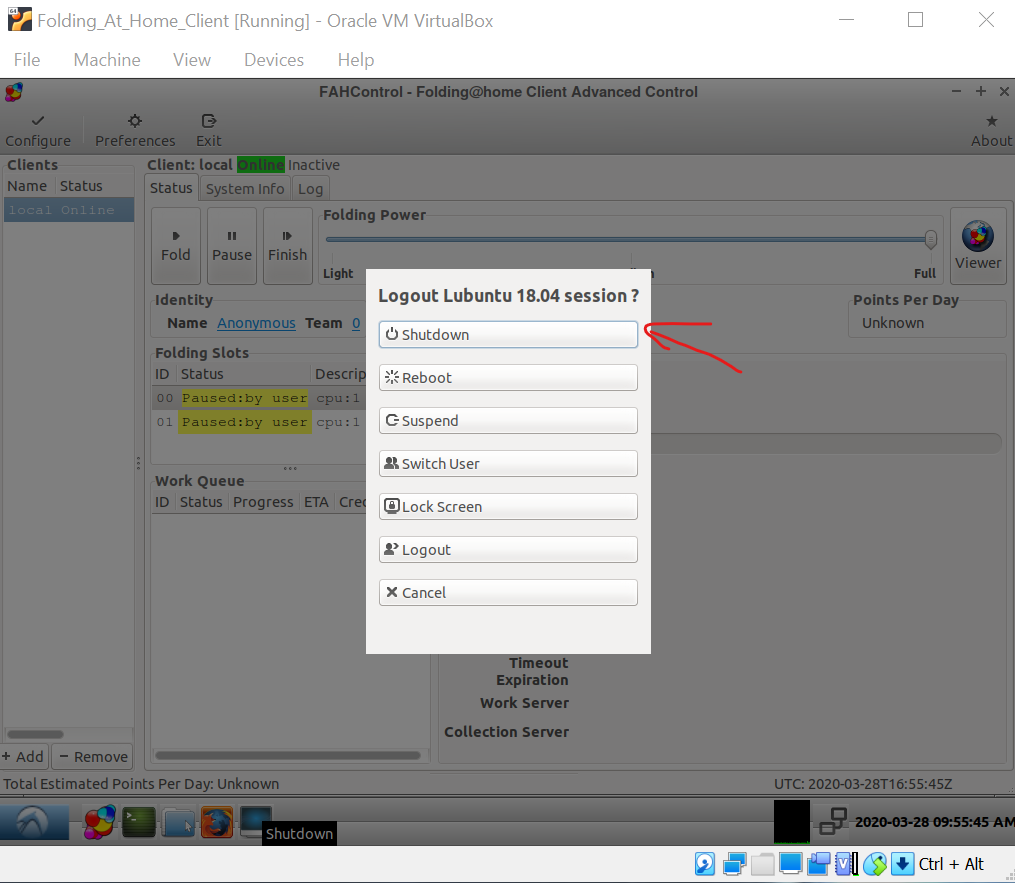 Folding_At_Home_Client [Running] - Oracle VM VirtualBox
File Machine View Devices Help
FAHControl - Folding@home Client Advanced Control
Configure Preferences Exit About
Clients
Name Status
local Online
Client: local Online Inactive
Status System Info Log
Fold Pause Finish
Folding Power
Light Full
Viewer
Identity
Name Anonymous Team 0
Points Per Day
Unknown
Folding Slots
ID Status Descrip
00 Paused:by user cpu:1
01 Paused:by user cpu:1
Work Queue
ID Status Progress ETA Cred
Logout Lubuntu 18.04 session ?
Shutdown
Reboot
Suspend
Switch User
Lock Screen
Logout
Cancel
Timeout
Expiration
Work Server
Collection Server
+ Add − Remove
Total Estimated Points Per Day: Unknown UTC: 2020-03-28T16:55:45Z
Shutdown
2020-03-28 09:55:45 AM
Ctrl + Alt